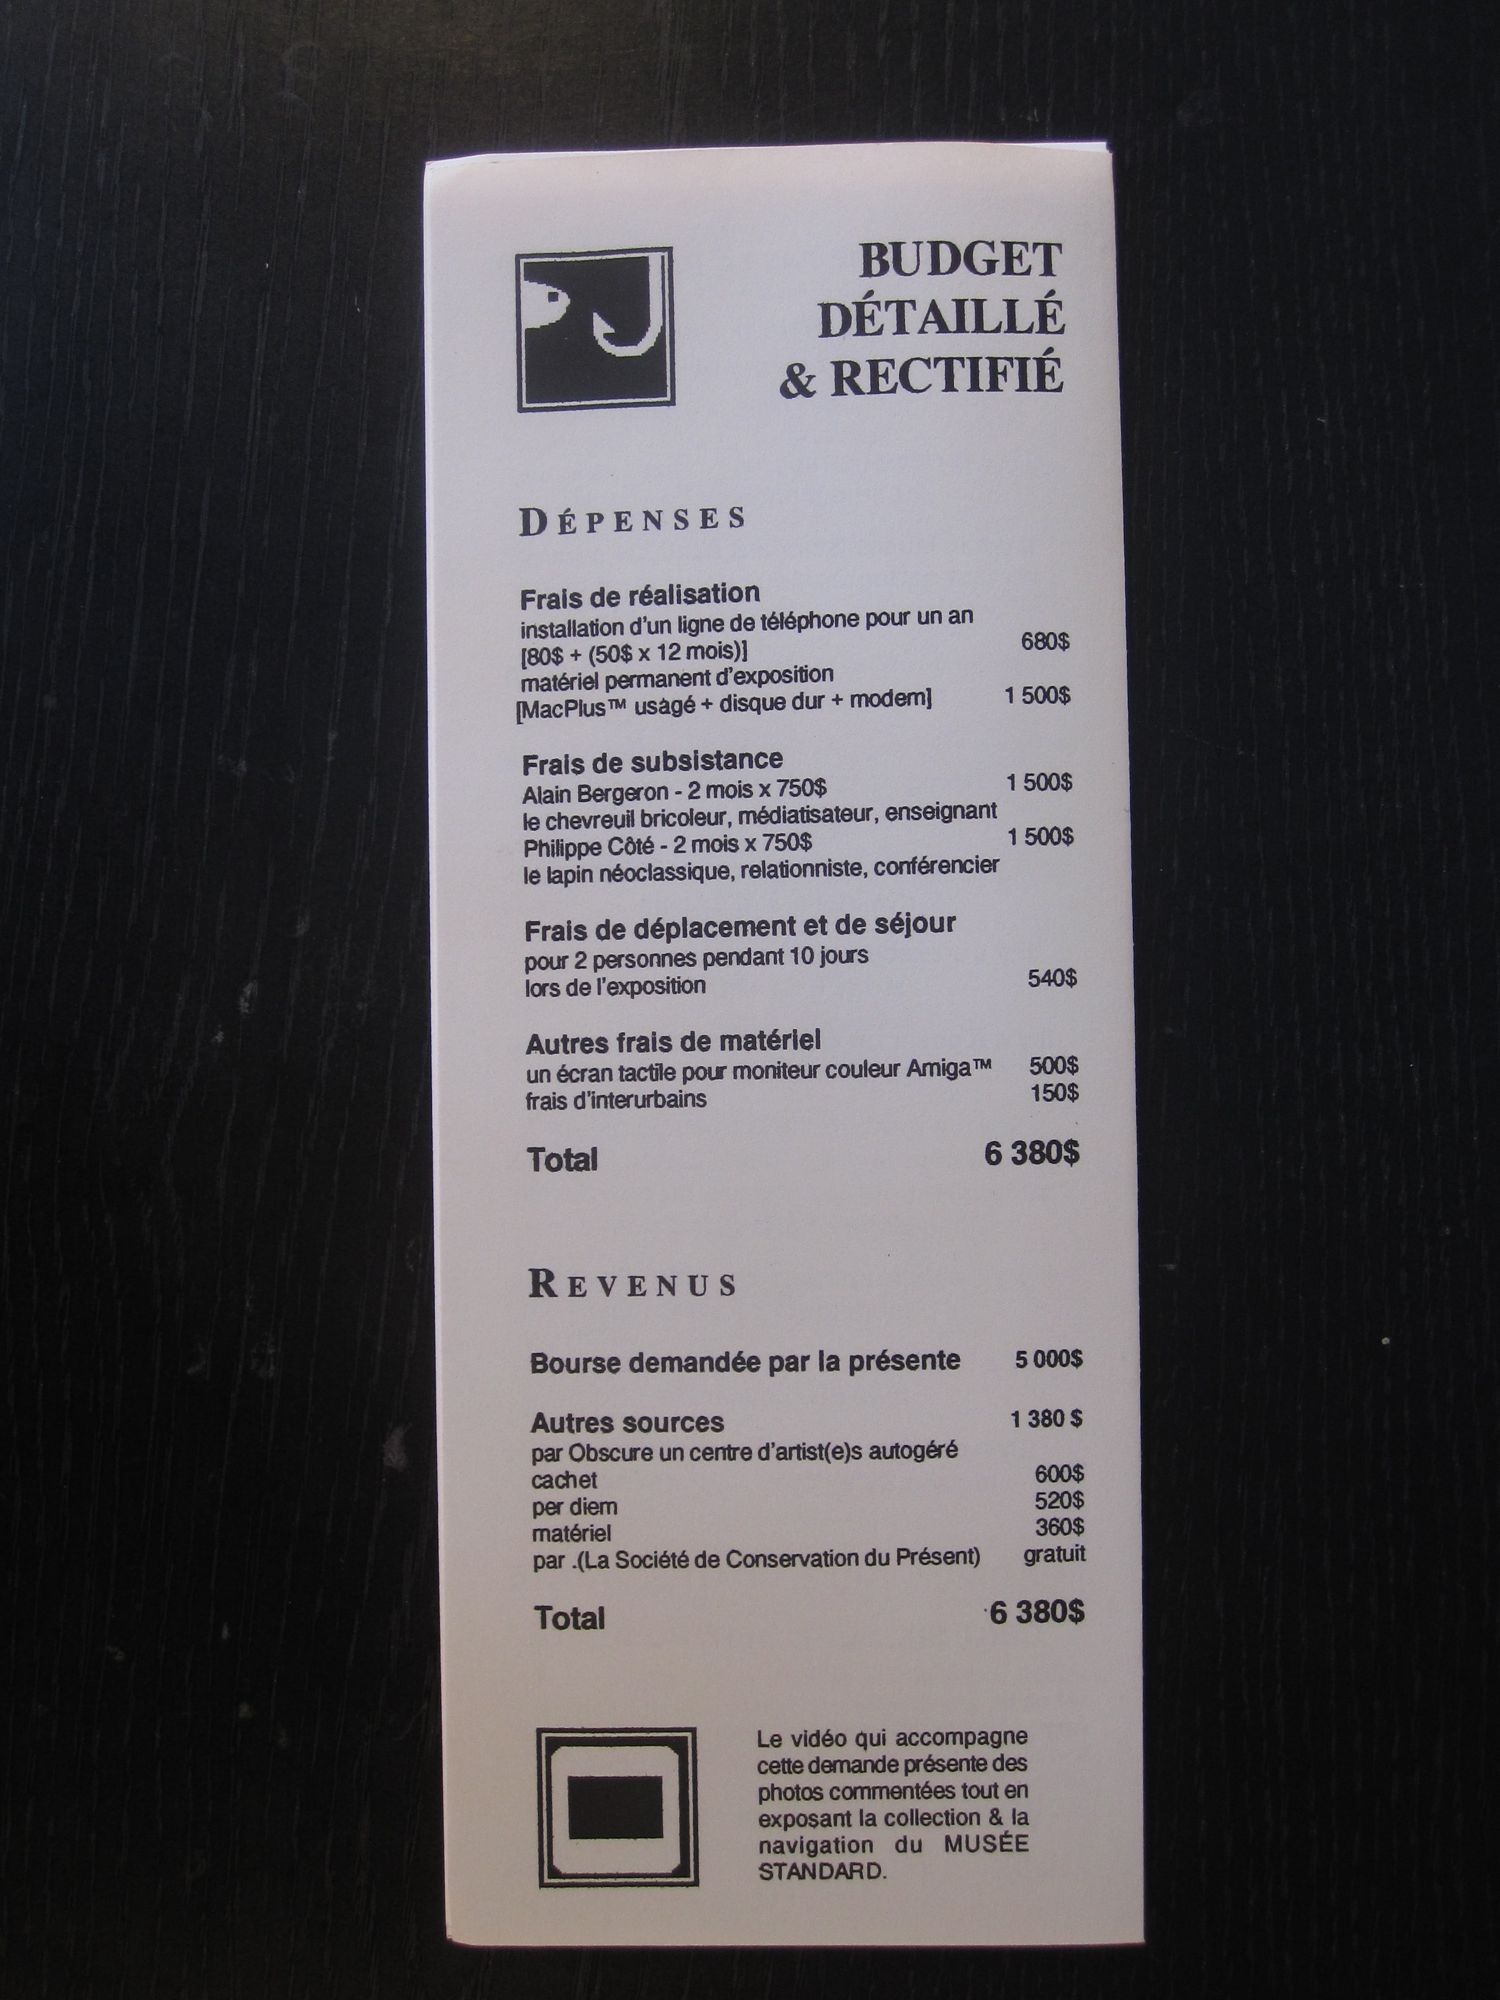 BUDGET
DÉTAILLÉ
& RECTIFIÉ
DÉPENSES
Frais de réalisation
installation d'un ligne de téléphone pour un an
[80$ + (50$ x 12 mois)] 680$
matériel permanent d'exposition
[MacPlus™ usagé + disque dur + modem] 1 500$
Frais de subsistance
Alain Bergeron - 2 mois x 750$ 1 500$
le chevreuil bricoleur, médiatisateur, enseignant
Philippe Côté - 2 mois x 750$ 1 500$
le lapin néoclassique, relationniste, conférencier
Frais de déplacement et de séjour
pour 2 personnes pendant 10 jours
lors de l'exposition 540$
Autres frais de matériel
un écran tactile pour moniteur couleur Amiga™ 500$
frais d'interurbains 150$
Total 6 380$
REVENUS
Bourse demandée par la présente 5 000$
Autres sources 1 380 $
par Obscure un centre d'artist(e)s autogéré
cachet 600$
per diem 520$
matériel 360$
par .(La Société de Conservation du Présent) gratuit
Total 6 380$
Le vidéo qui accompagne
cette demande présente des
photos commentées tout en
exposant la collection & la
navigation du MUSÉE
STANDARD.